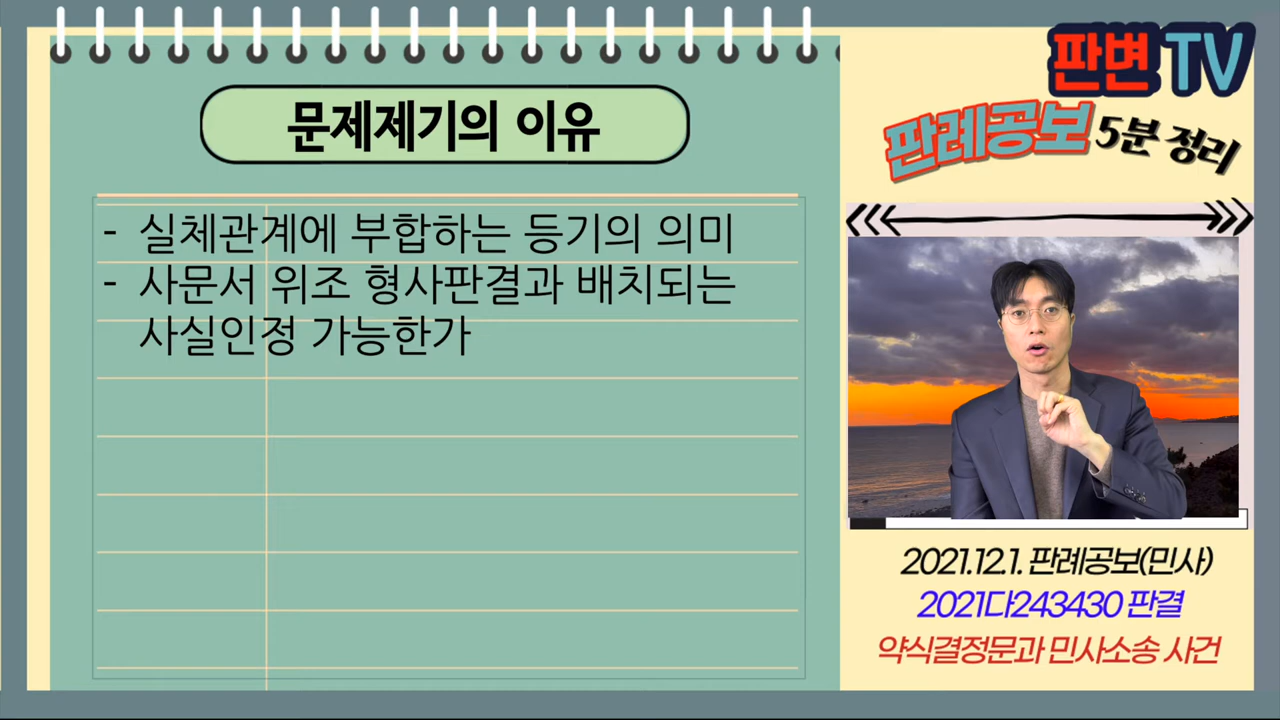 문제제기의 이유
- 실체관계에 부합하는 등기의 의미
- 사문서 위조 형사판결과 배치되는
사실인정 가능한가
판변 TV
판례공보 5분 정리
2021.12.1. 판례공보(민사)
2021다243430 판결
약식결정문과 민사소송 사건